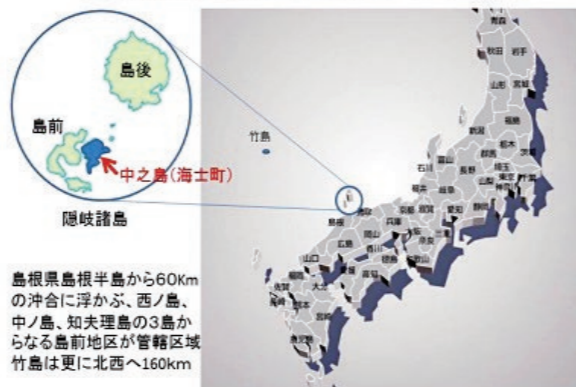 島後
島前
中之島(海士町)
隠岐諸島
島根県島根半島から60Km
の沖合に浮かぶ、西ノ島、
中ノ島、知夫理島の3島から
なる島前地区が管轄区域
竹島は更に北西へ160km
竹島
青森
秋田
岩手
山形
宮城
福島
新潟
栃木
群馬
茨城
富山
石川
長野
埼玉
東京
千葉
山梨
神奈川
福井
岐阜
静岡
愛知
鳥取
京都
滋賀
島根
兵庫
岡山
三重
広島
香川
奈良
山口
和歌山
愛媛
徳島
高知
福岡
佐賀
大分
長崎
熊本
宮崎
鹿児島